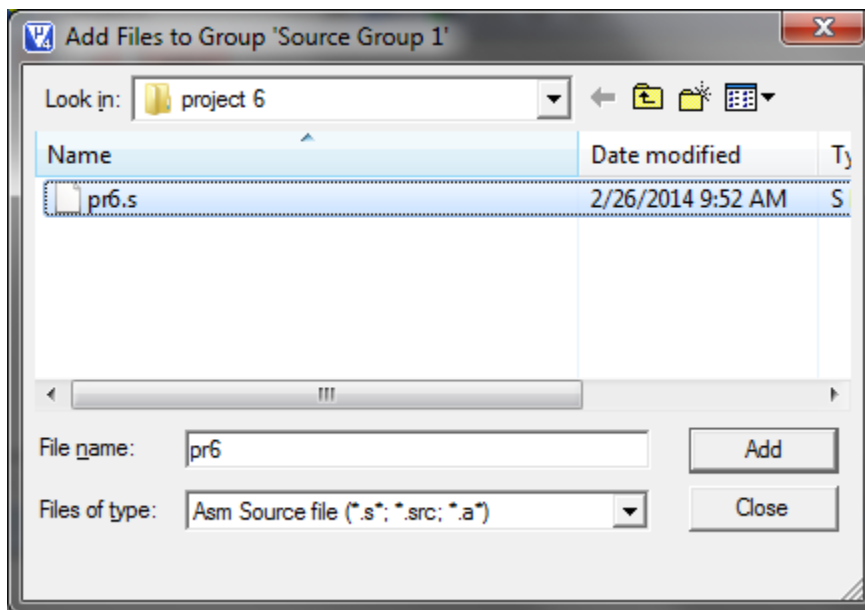 Add Files to Group 'Source Group 1'
X
Look in: project 6
Name Date modified Ty
pr6.s 2/26/2014 9:52 AM S
File name: pr6 Add
Files of type: Asm Source file (*.s*; *.src; *.a*) Close